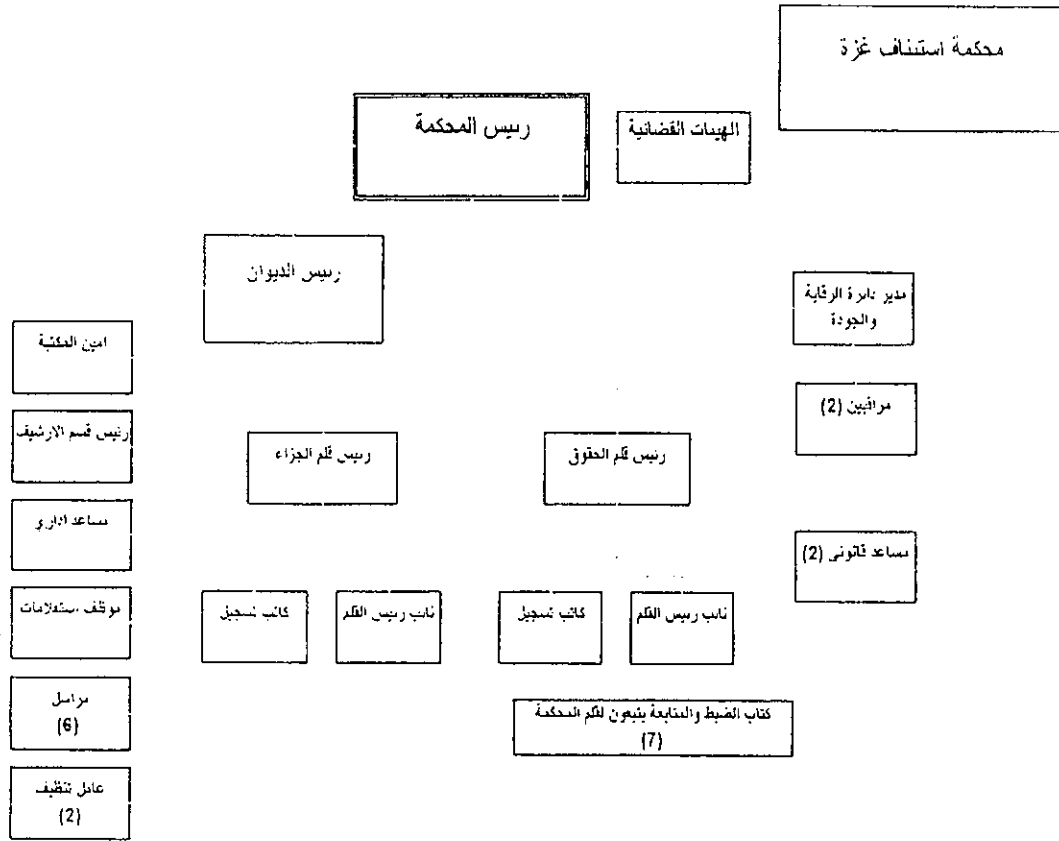 محكمة استئناف غزة
الهيئات القضائية
رئيس المحكمة
رئيس الديوان
مدير دائرة الرقابة
والجودة
امين المكتبة
مراقبين (2)
رئيس قسم الارشيف
رئيس قلم الحقوق
رئيس قلم الجزاء
مساعد اداري
مساعد قانوني (2)
موظف استعلامات
نائب رئيس القلم
كاتب تسجيل
نائب رئيس القلم
كاتب تسجيل
مراسل
(6)
كتاب الضبط والمتابعة يتبعون لقلم المحكمة
(7)
عامل تنظيف
(2)